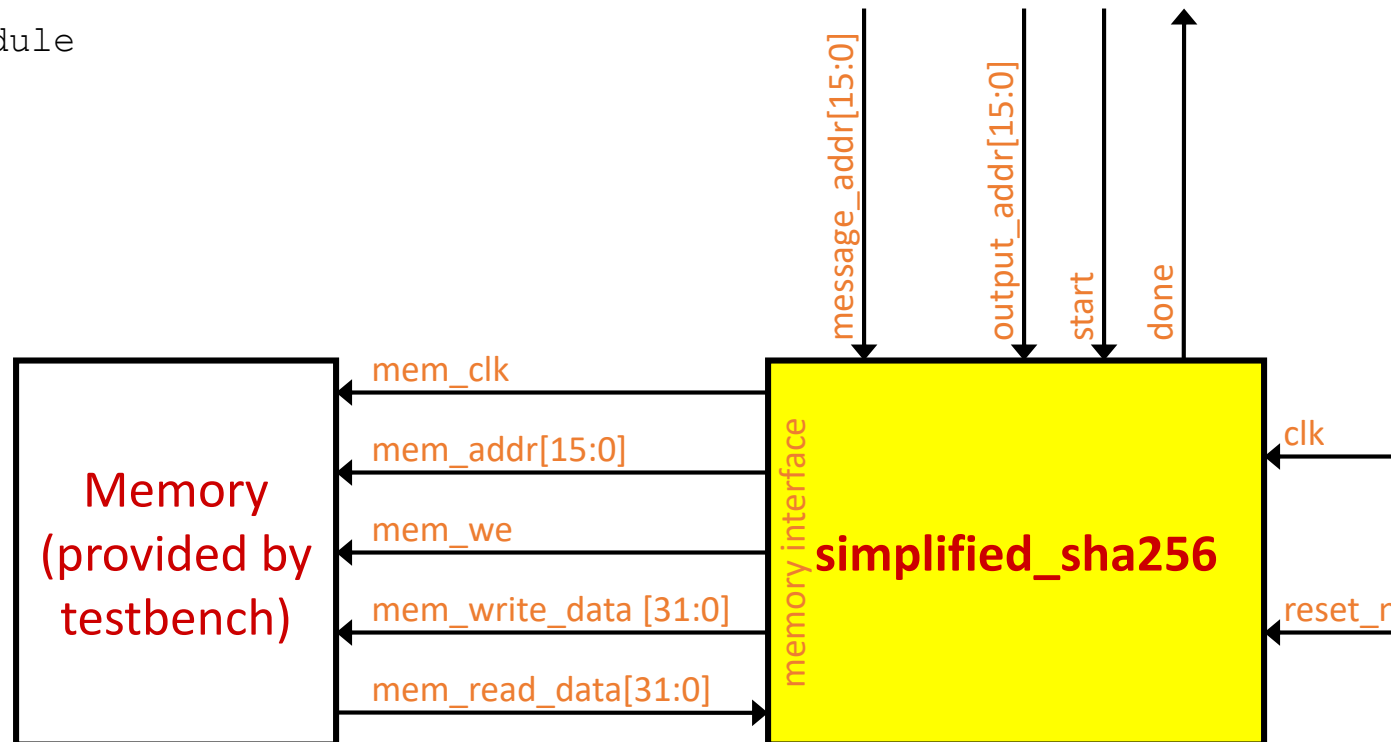 dule
message_addr[15:0]
output_addr[15:0]
start
done
mem_clk
mem_addr[15:0]
mem_we
mem_write_data [31:0]
mem_read_data[31:0]
Memory
(provided by
testbench)
memory interface
simplified_sha256
clk
reset_n